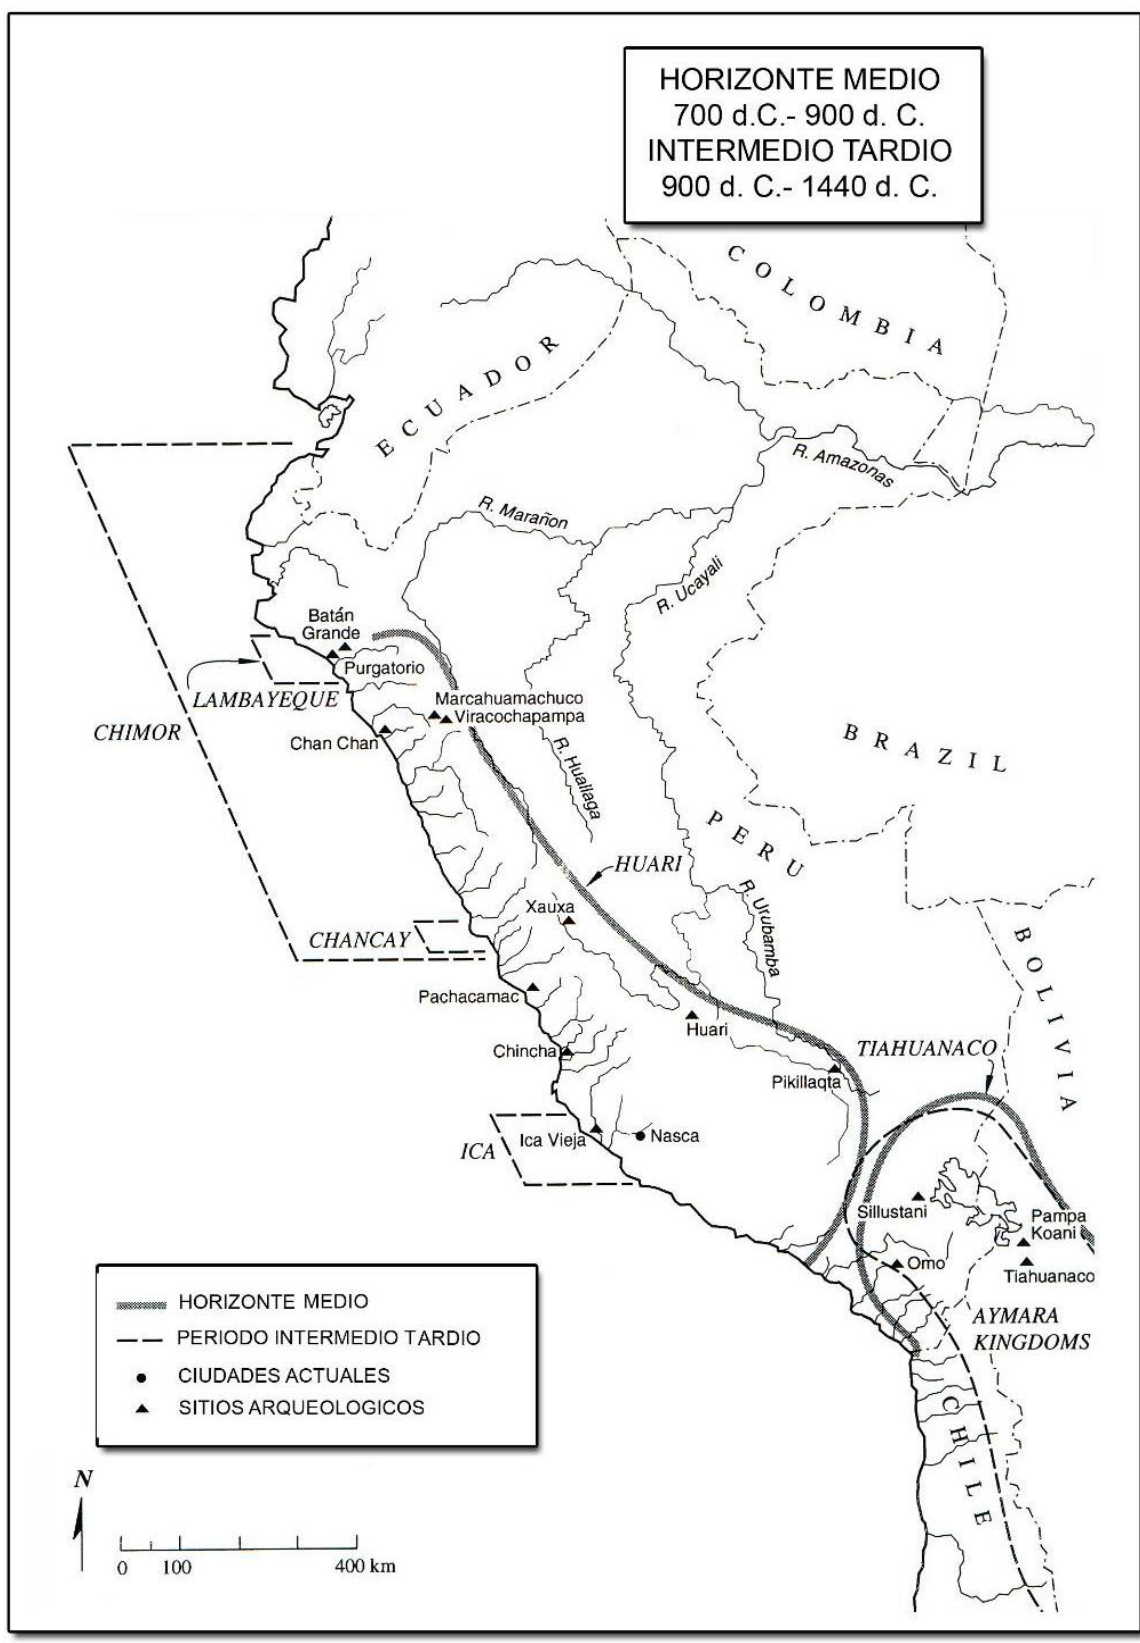 HORIZONTE MEDIO
700 d.C.- 900 d. C.
INTERMEDIO TARDIO
900 d. C.- 1440 d. C.
COLOMBIA
ECUADOR
R. Amazonas
R. Marañon
R. Ucayali
Batán
Grande
Purgatorio
LAMBAYEQUE
Marcahuamachuco
Viracochapampa
CHIMOR
Chan Chan
R. Huallaga
BRAZIL
PERU
HUARI
R. Urubamba
Xauxa
CHANCAY
BOLIVIA
Pachacamac
Huari
Chincha
TIAHUANACO
Pikillaqta
ICA
Ica Vieja
Nasca
Sillustani
Pampa
Koani
Omo
Tiahuanaco
AYMARA
KINGDOMS
CHILE
HORIZONTE MEDIO
PERIODO INTERMEDIO TARDIO
CIUDADES ACTUALES
SITIOS ARQUEOLOGICOS
N
0 100 400 km